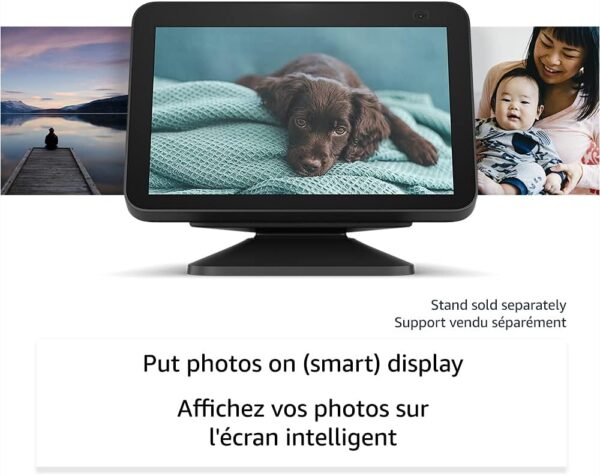 Stand sold separately
Support vendu séparément
Put photos on (smart) display
Affichez vos photos sur
l'écran intelligent